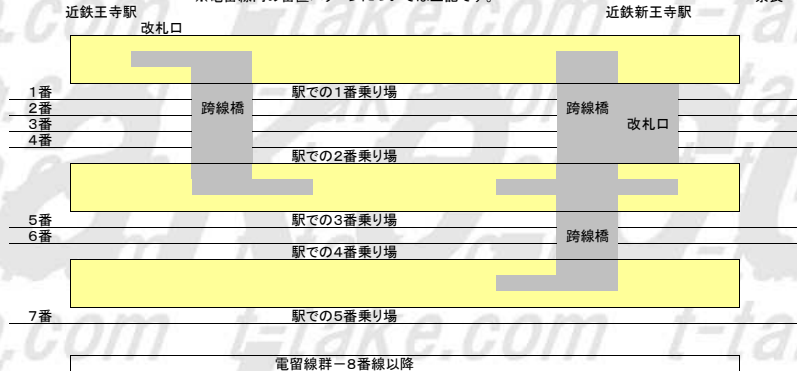 近鉄王寺駅 近鉄新王寺駅
改札口
1番 駅での1番乗り場
2番 跨線橋 跨線橋
3番 改札口
4番
駅での2番乗り場
5番 駅での3番乗り場
6番 跨線橋
駅での4番乗り場
7番 駅での5番乗り場
電留線群－8番線以降
t-take.com